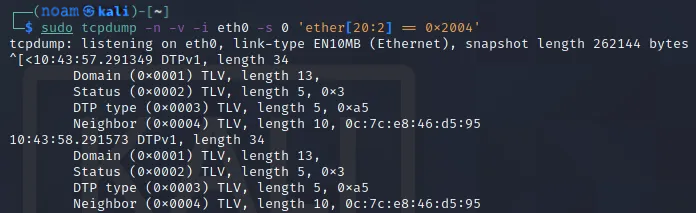 ┌──(noam㉿kali)-[~]
└─$ sudo tcpdump -n -v -i eth0 -s 0 'ether[20:2] == 0×2004'
tcpdump: listening on eth0, link-type EN10MB (Ethernet), snapshot length 262144 bytes
^[<10:43:57.291349 DTPv1, length 34
Domain (0×0001) TLV, length 13,
Status (0×0002) TLV, length 5, 0×3
DTP type (0×0003) TLV, length 5, 0×a5
Neighbor (0×0004) TLV, length 10, 0c:7c:e8:46:d5:95
10:43:58.291573 DTPv1, length 34
Domain (0×0001) TLV, length 13,
Status (0×0002) TLV, length 5, 0×3
DTP type (0×0003) TLV, length 5, 0×a5
Neighbor (0×0004) TLV, length 10, 0c:7c:e8:46:d5:95